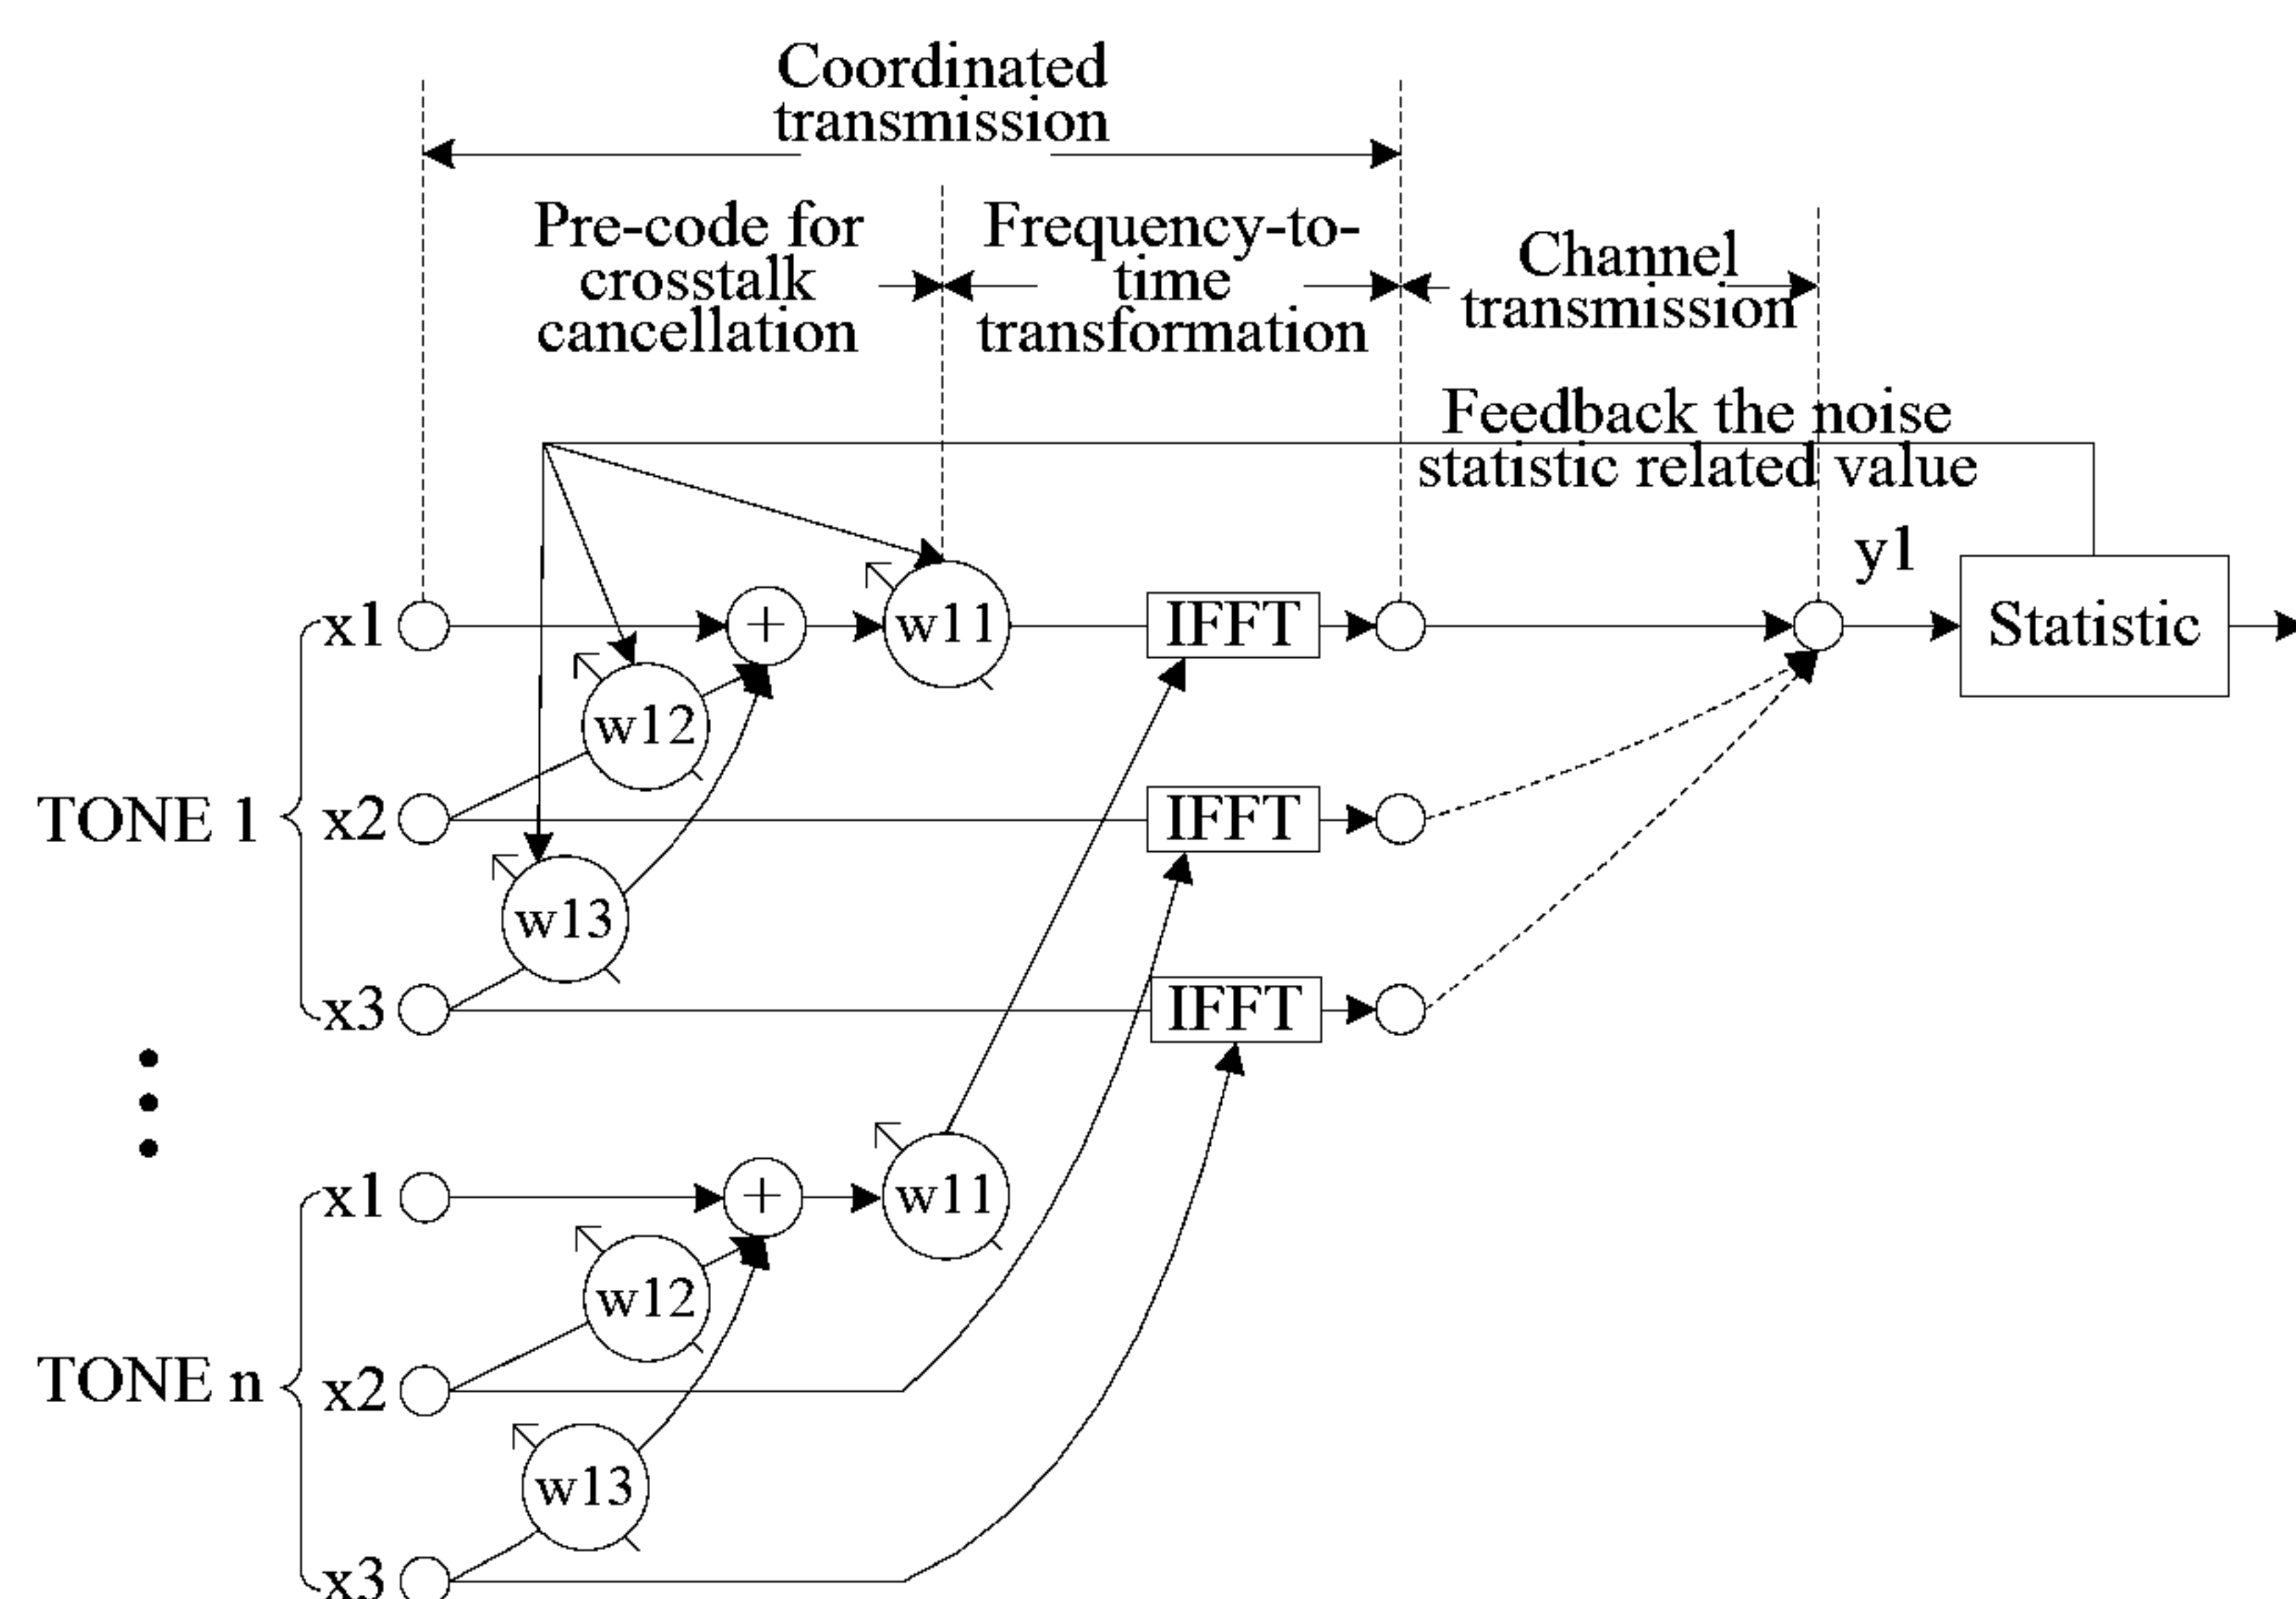 Coordinated
transmission
Pre-code for
crosstalk
cancellation
Frequency-to-
time
transformation
Channel
transmission
Feedback the noise
statistic related value
y1
x1
+
w11
IFFT
Statistic
w12
TONE 1
x2
IFFT
w13
x3
IFFT
x1
+
w11
w12
TONE n
x2
w13
x3